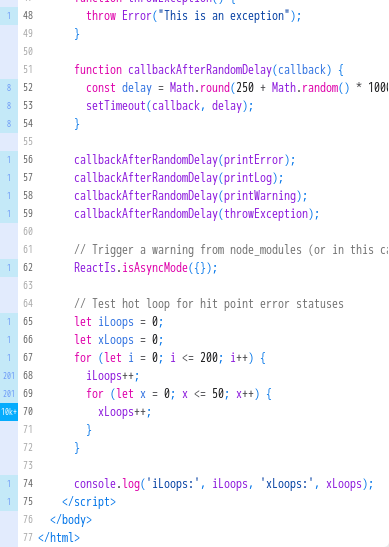 function throwException() {
1 48 throw Error("This is an exception");
49 }
50
51 function callbackAfterRandomDelay(callback) {
8 52 const delay = Math.round(250 + Math.random() * 1000
8 53 setTimeout(callback, delay);
8 54 }
55
1 56 callbackAfterRandomDelay(printError);
1 57 callbackAfterRandomDelay(printLog);
1 58 callbackAfterRandomDelay(printWarning);
1 59 callbackAfterRandomDelay(throwException);
60
61 // Trigger a warning from node_modules (or in this ca
1 62 ReactIs.isAsyncMode({});
63
64 // Test hot loop for hit point error statuses
1 65 let iLoops = 0;
1 66 let xLoops = 0;
1 67 for (let i = 0; i <= 200; i++) {
201 68 iLoops++;
201 69 for (let x = 0; x <= 50; x++) {
10k+ 70 xLoops++;
71 }
72 }
73
1 74 console.log('iLoops:', iLoops, 'xLoops:', xLoops);
1 75 </script>
76 </body>
77 </html>